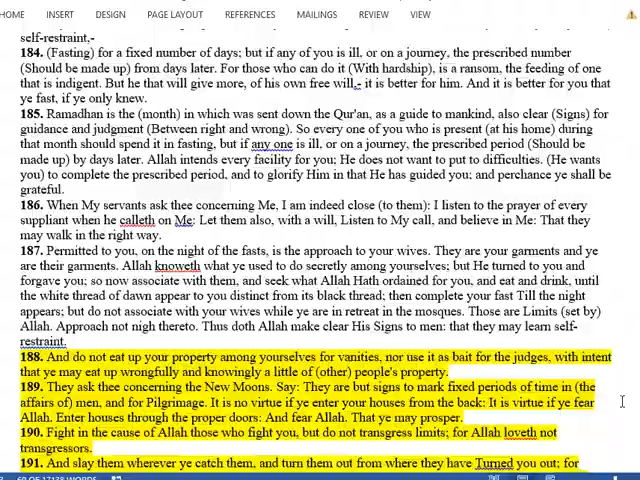 HOME INSERT DESIGN PAGE LAYOUT REFERENCES MAILINGS REVIEW VIEW
self-restraint,-
184. (Fasting) for a fixed number of days; but if any of you is ill, or on a journey, the prescribed number
(Should be made up) from days later. For those who can do it (With hardship), is a ransom, the feeding of one
that is indigent. But he that will give more, of his own free will,- it is better for him. And it is better for you that
ye fast, if ye only knew.
185. Ramadhan is the (month) in which was sent down the Qur'an, as a guide to mankind, also clear (Signs) for
guidance and judgment (Between right and wrong). So every one of you who is present (at his home) during
that month should spend it in fasting, but if any one is ill, or on a journey, the prescribed period (Should be
made up) by days later. Allah intends every facility for you; He does not want to put to difficulties. (He wants
you) to complete the prescribed period, and to glorify Him in that He has guided you; and perchance ye shall be
grateful.
186. When My servants ask thee concerning Me, I am indeed close (to them): I listen to the prayer of every
suppliant when he calleth on Me: Let them also, with a will, Listen to My call, and believe in Me: That they
may walk in the right way.
187. Permitted to you, on the night of the fasts, is the approach to your wives. They are your garments and ye
are their garments. Allah knoweth what ye used to do secretly among yourselves; but He turned to you and
forgave you; so now associate with them, and seek what Allah Hath ordained for you, and eat and drink, until
the white thread of dawn appear to you distinct from its black thread; then complete your fast Till the night
appears; but do not associate with your wives while ye are in retreat in the mosques. Those are Limits (set by)
Allah. Approach not nigh thereto. Thus doth Allah make clear His Signs to men: that they may learn self-
restraint.
188. And do not eat up your property among yourselves for vanities, nor use it as bait for the judges, with intent
that ye may eat up wrongfully and knowingly a little of (other) people's property.
189. They ask thee concerning the New Moons. Say: They are but signs to mark fixed periods of time in (the
affairs of) men, and for Pilgrimage. It is no virtue if ye enter your houses from the back: It is virtue if ye fear
Allah. Enter houses through the proper doors: And fear Allah. That ye may prosper.
190. Fight in the cause of Allah those who fight you, but do not transgress limits; for Allah loveth not
transgressors.
191. And slay them wherever ye catch them, and turn them out from where they have Turned you out; for